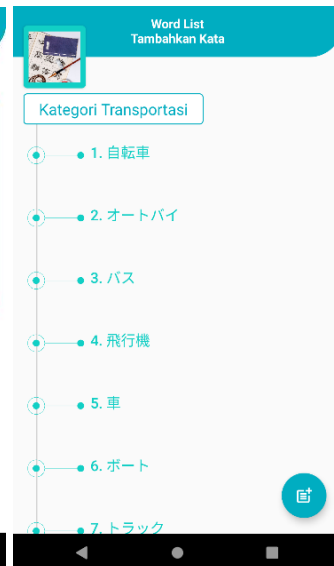 Word List
Tambahkan Kata
Kategori Transportasi
1. 自転車
2. オートバイ
3. バス
4. 飛行機
5. 車
6. ボート
7. トラック